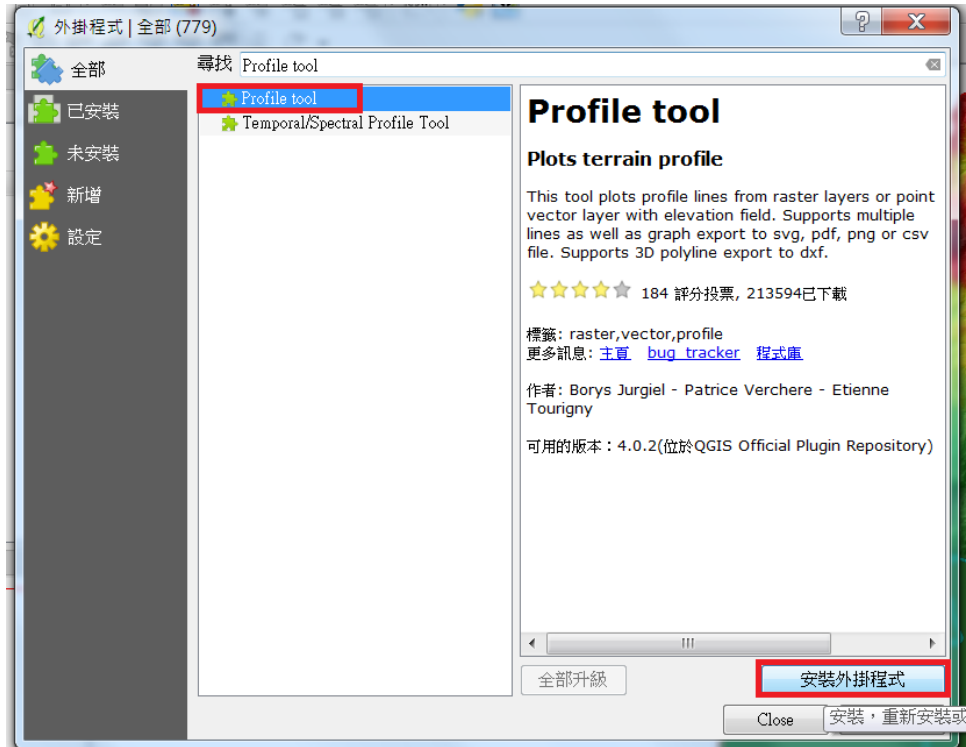 外掛程式 | 全部 (779)
全部
已安裝
未安裝
新增
設定
尋找 Profile tool
Profile tool
Temporal/Spectral Profile Tool
Profile tool
Plots terrain profile
This tool plots profile lines from raster layers or point
vector layer with elevation field. Supports multiple
lines as well as graph export to svg, pdf, png or csv
file. Supports 3D polyline export to dxf.
184 評分投票, 213594已下載
標籤: raster,vector,profile
更多訊息: 主頁 bug tracker 程式庫
作者: Borys Jurgiel - Patrice Verchere - Etienne
Tourigny
可用的版本：4.0.2(位於QGIS Official Plugin Repository)
全部升級 安裝外掛程式
Close 安裝，重新安裝或